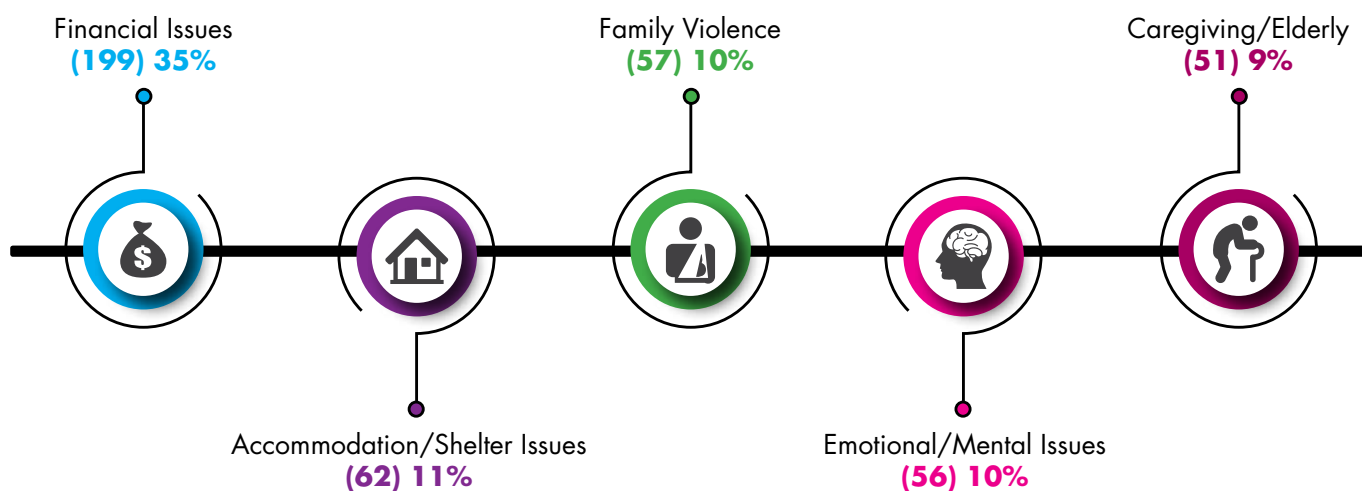 Financial Issues
(199) 35%
Family Violence
(57) 10%
Caregiving/Elderly
(51) 9%
$
Accommodation/Shelter Issues
(62) 11%
Emotional/Mental Issues
(56) 10%